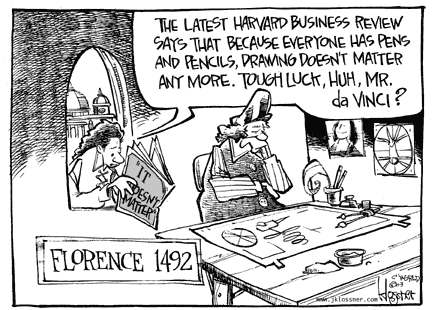 THE LATEST HARVARD BUSINESS REVIEW
SAYS THAT BECAUSE EVERYONE HAS PENS
AND PENCILS, DRAWING DOESN'T MATTER
ANY MORE. TOUGH LUCK, HUH, MR.
da VINCI?
"IT
DOESN'T
MATTER"
FLORENCE 1492
www.jklossner.com